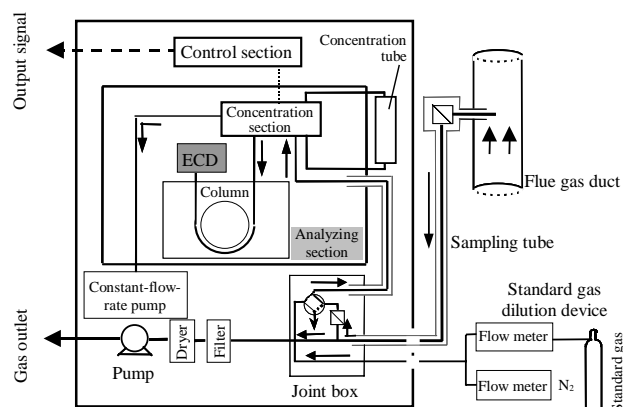 Output signal
Control section
Concentration
tube
Concentration
section
ECD
Column
Analyzing
section
Flue gas duct
Sampling tube
Constant-flow-
rate pump
Standard gas
dilution device
Gas outlet
Pump
Dryer
Filter
Joint box
Flow meter
Flow meter
N₂
Standard gas